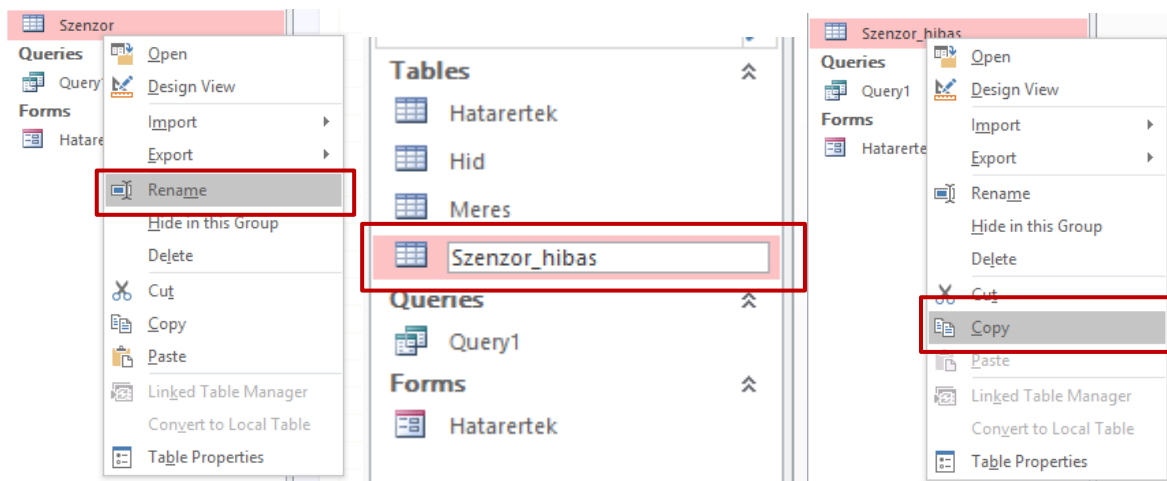 Szenzor
Queries
Query
Forms
Hatare
Open
Design View
Import
Export
Rename
Hide in this Group
Delete
Cut
Copy
Paste
Linked Table Manager
Convert to Local Table
Table Properties
Tables
Hatarertek
Hid
Meres
Szenzor_hibas
Queries
Query1
Forms
Hatarertek
Szenzor_hibas
Queries
Query1
Forms
Hatarerte
Open
Design View
Import
Export
Rename
Hide in this Group
Delete
Cut
Copy
Paste
Linked Table Manager
Convert to Local Table
Table Properties